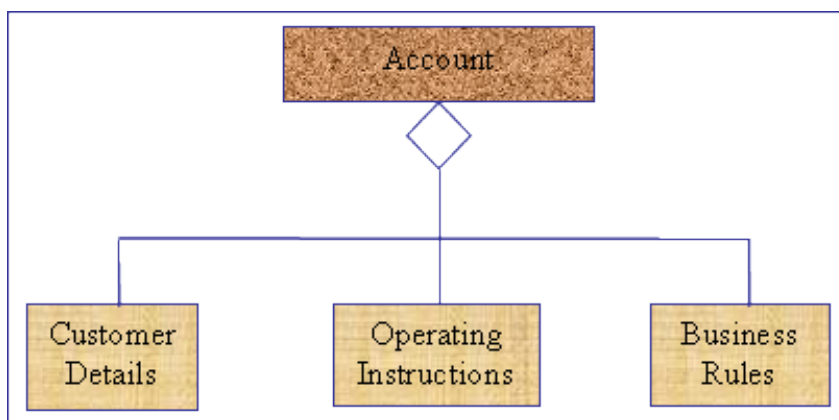 Account
Customer
Details
Operating
Instructions
Business
Rules